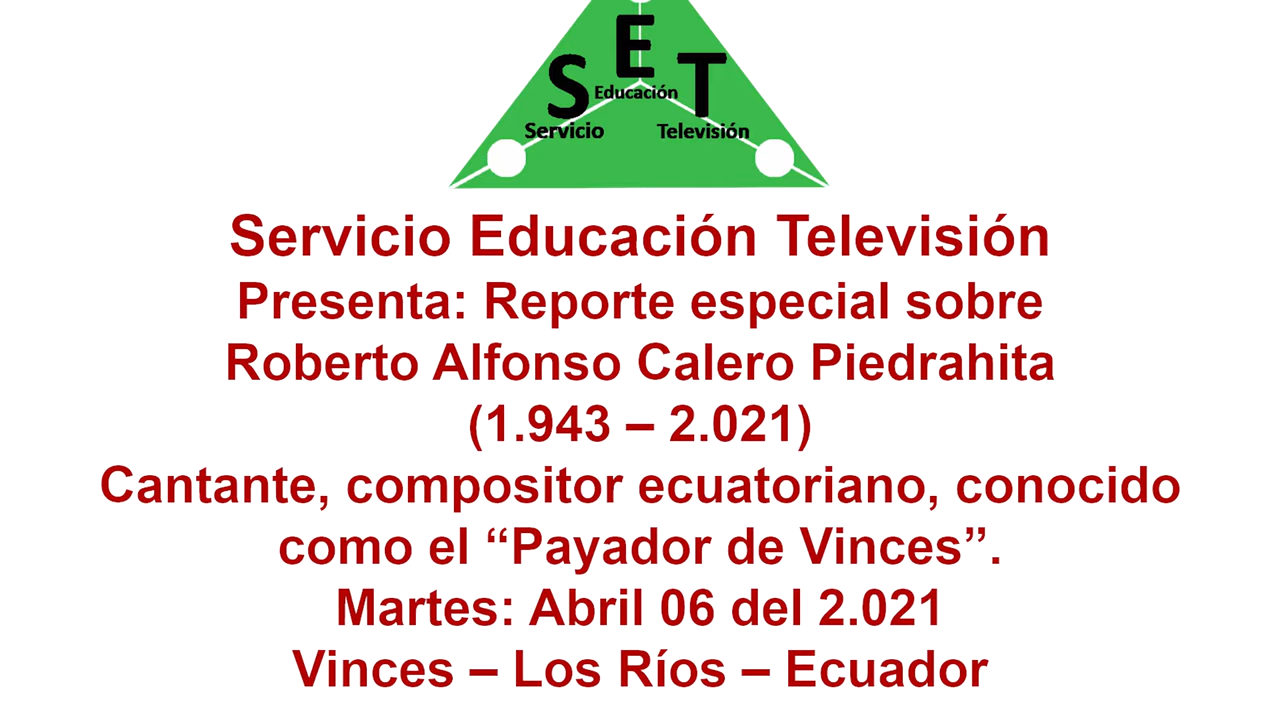 S E T
Educación
Servicio Televisión
Servicio Educación Televisión
Presenta: Reporte especial sobre
Roberto Alfonso Calero Piedrahita
(1.943 – 2.021)
Cantante, compositor ecuatoriano, conocido
como el “Payador de Vinces”.
Martes: Abril 06 del 2.021
Vinces – Los Ríos – Ecuador